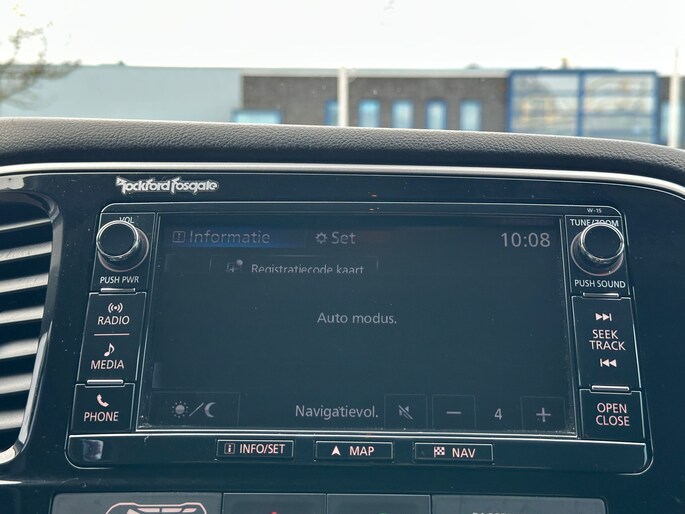 Rockford Fosgate
W-15
VOL
PUSH PWR
RADIO
MEDIA
PHONE
Informatie
Set
10:08
Registratiecode kaart
Auto modus.
Navigatievol.
4
TUNE/ZOOM
PUSH SOUND
SEEK
TRACK
OPEN
CLOSE
INFO/SET
MAP
NAV